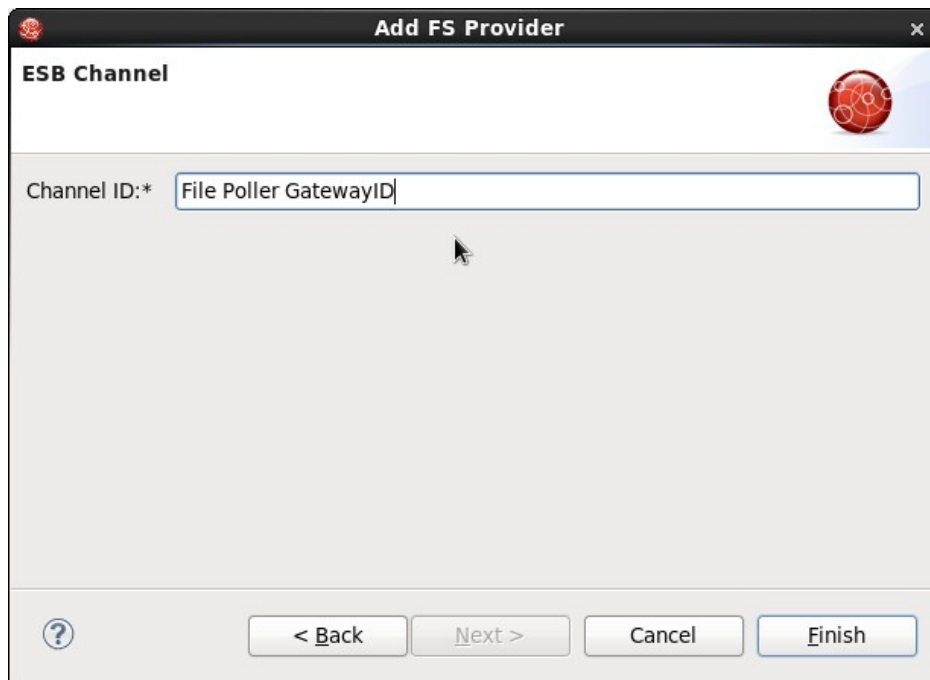 Add FS Provider
ESB Channel
Channel ID:* File Poller GatewayID
? < Back Next > Cancel Finish